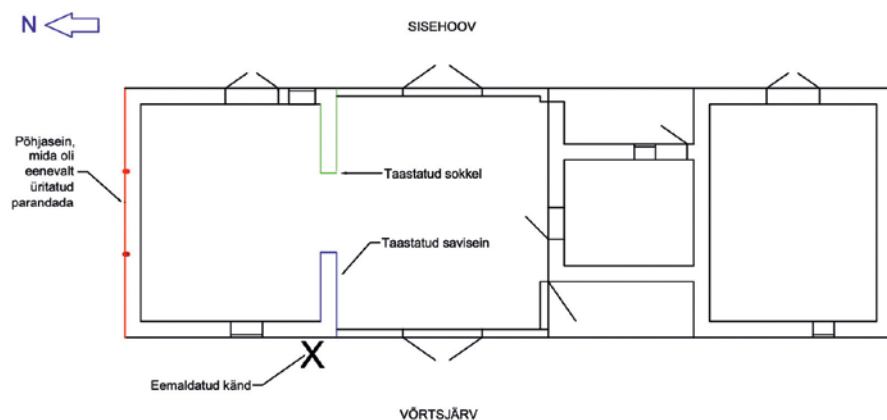 N
SISEHOOV
Põhjasein,
mida oli
eenevalt
üritatud
parandada
Taastatud sokkel
Taastatud savisein
X
Eemaldatud känd
VÕRTSJÄRV